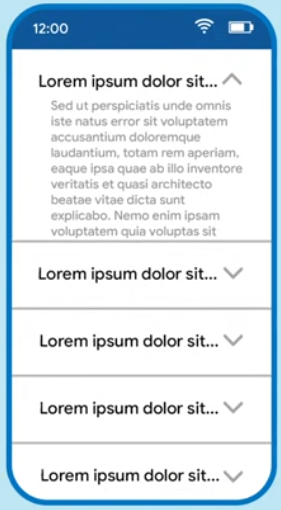 12:00
Lorem ipsum dolor sit...
Sed ut perspiciatis unde omnis
iste natus error sit voluptatem
accusantium doloremque
laudantium, totam rem aperiam,
eaque ipsa quae ab illo inventore
veritatis et quasi architecto
beatae vitae dicta sunt
explicabo. Nemo enim ipsam
voluptatem quia voluptas sit
Lorem ipsum dolor sit...
Lorem ipsum dolor sit...
Lorem ipsum dolor sit...
Lorem ipsum dolor sit...